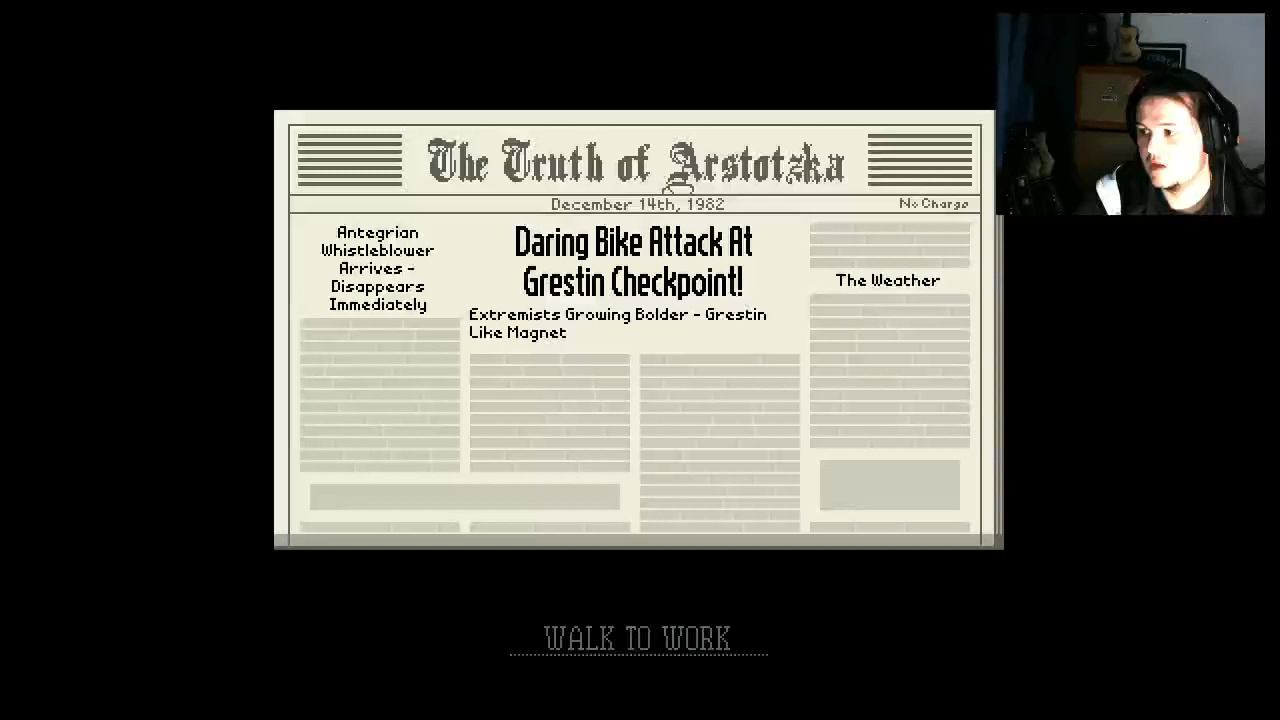 The Truth of Arstotzka
December 14th, 1982
No Charge
Antegrian
Whistleblower
Arrives -
Disappears
Immediately
Daring Bike Attack At
Grestin Checkpoint!
Extremists Growing Bolder - Grestin
Like Magnet
The Weather
WALK TO WORK